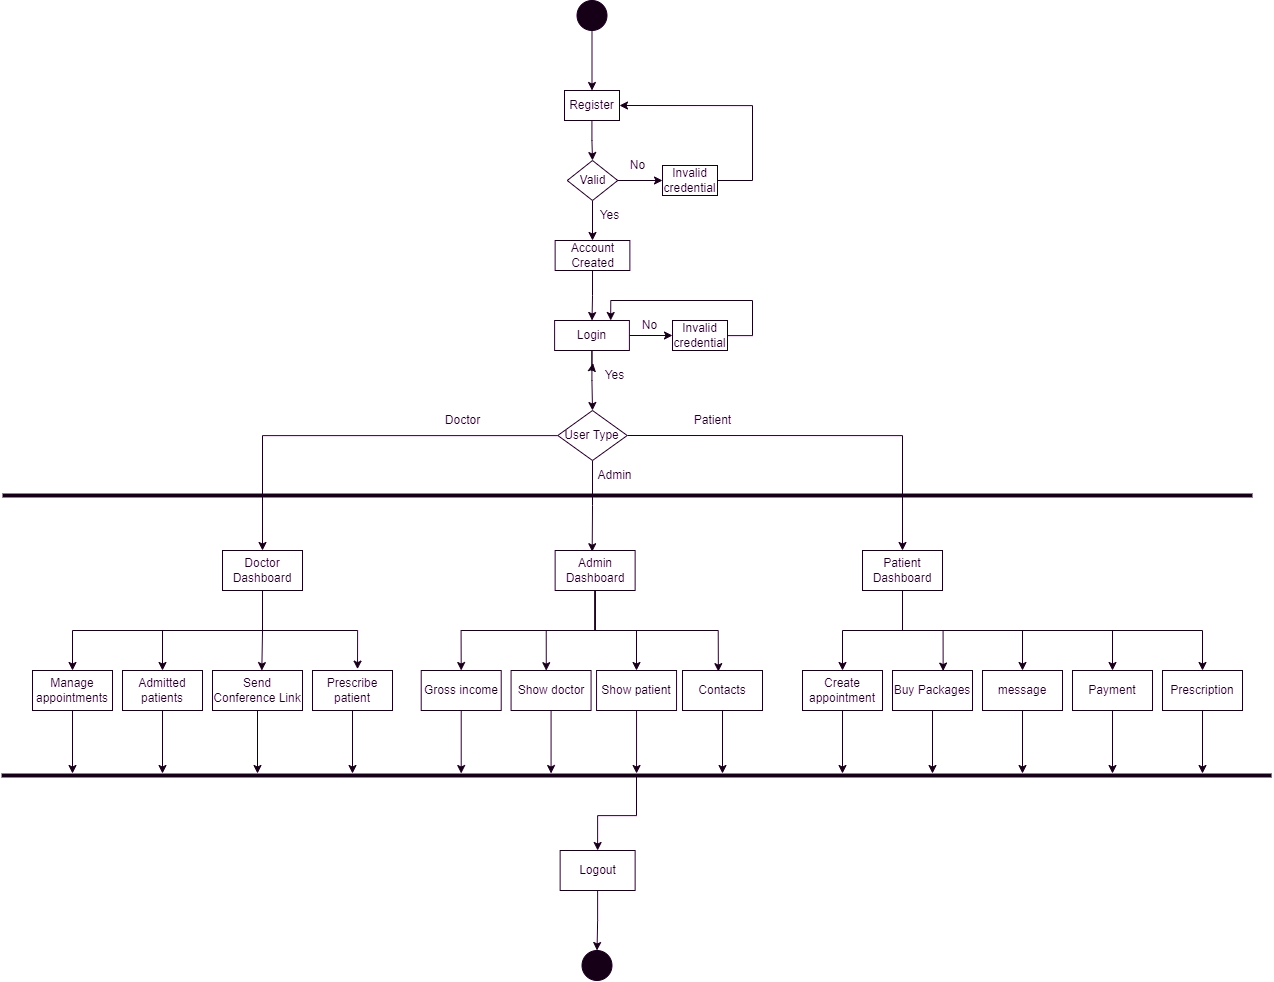 Register
Valid
No
Invalid
credential
Yes
Account
Created
Login
No
Invalid
credential
Yes
Doctor
User Type
Patient
Admin
Doctor
Dashboard
Admin
Dashboard
Patient
Dashboard
Manage
appointments
Admitted
patients
Send
Conference Link
Prescribe
patient
Gross income
Show doctor
Show patient
Contacts
Create
appointment
Buy Packages
message
Payment
Prescription
Logout